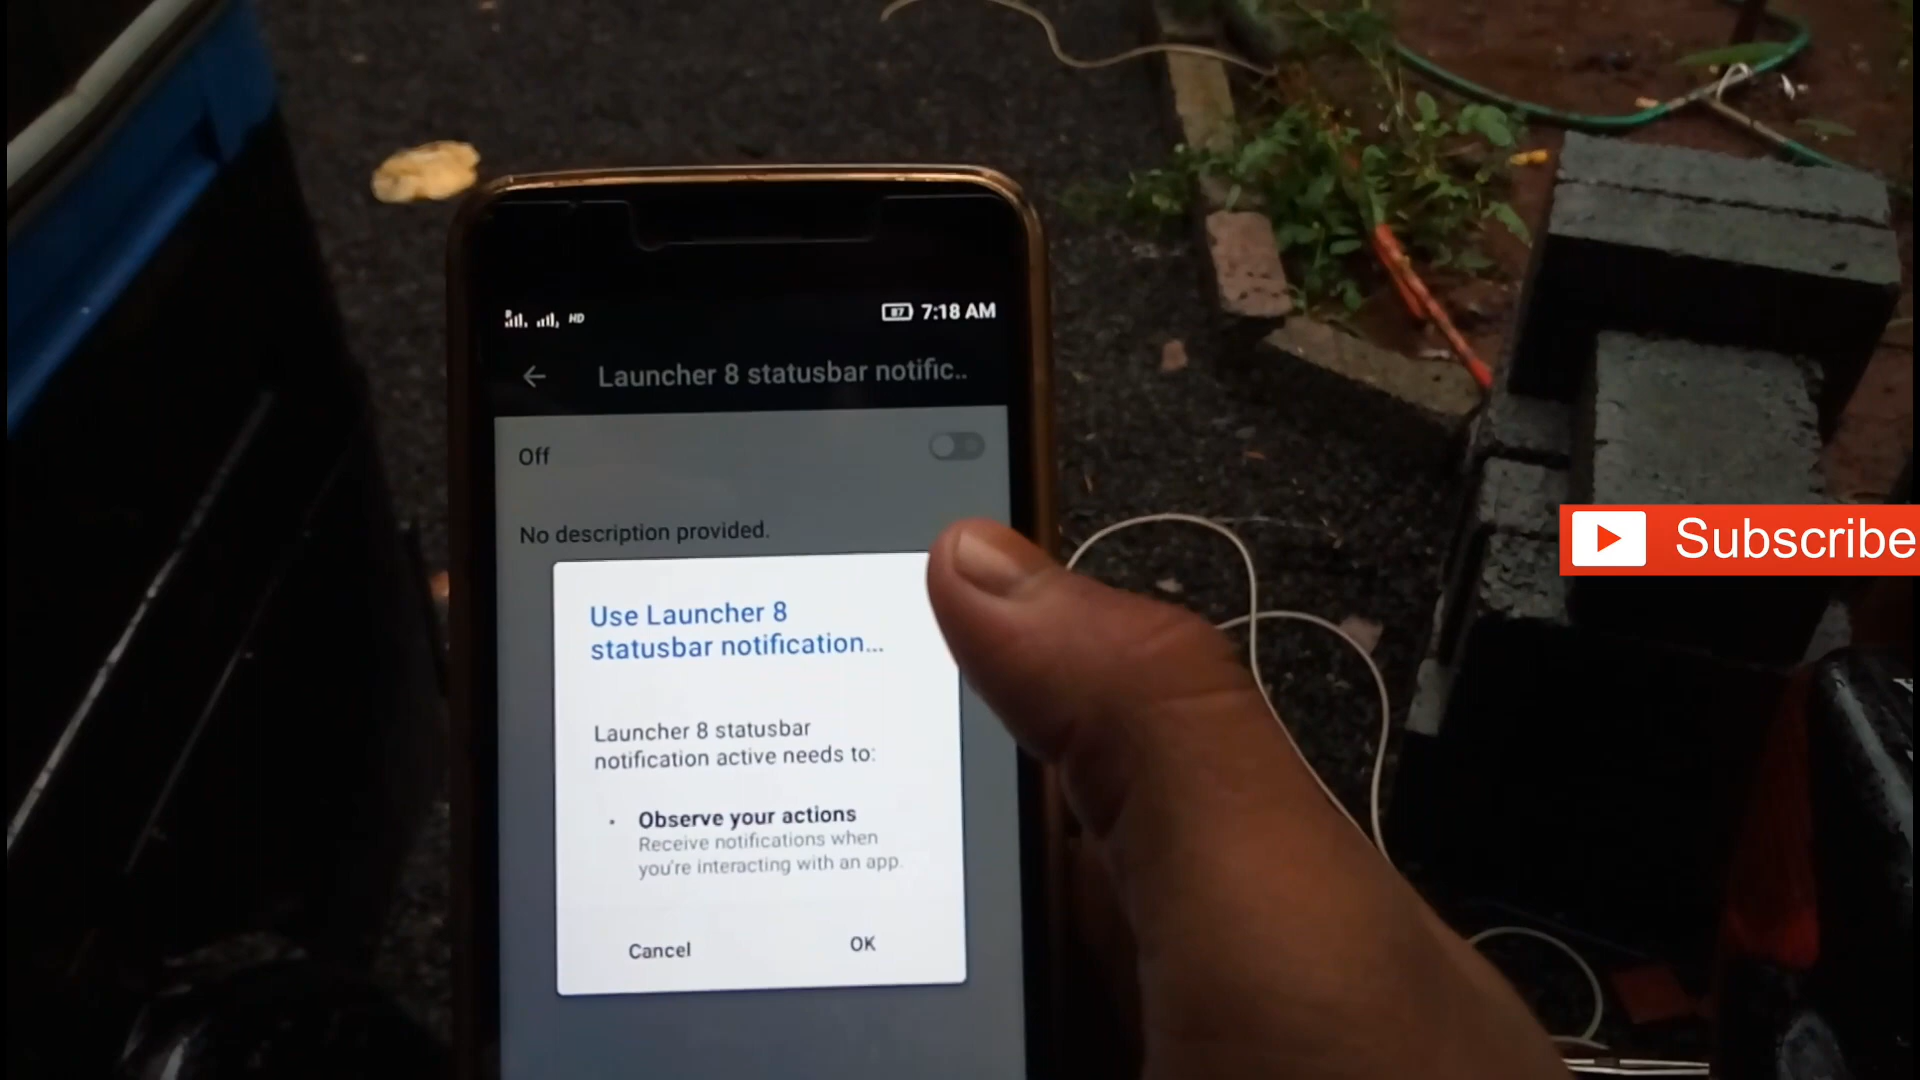 HD
87
7:18 AM
Launcher 8 statusbar notific..
Off
No description provided.
Use Launcher 8
statusbar notification...
Launcher 8 statusbar
notification active needs to:
Observe your actions
Receive notifications when
you're interacting with an app.
Cancel
OK
Subscribe